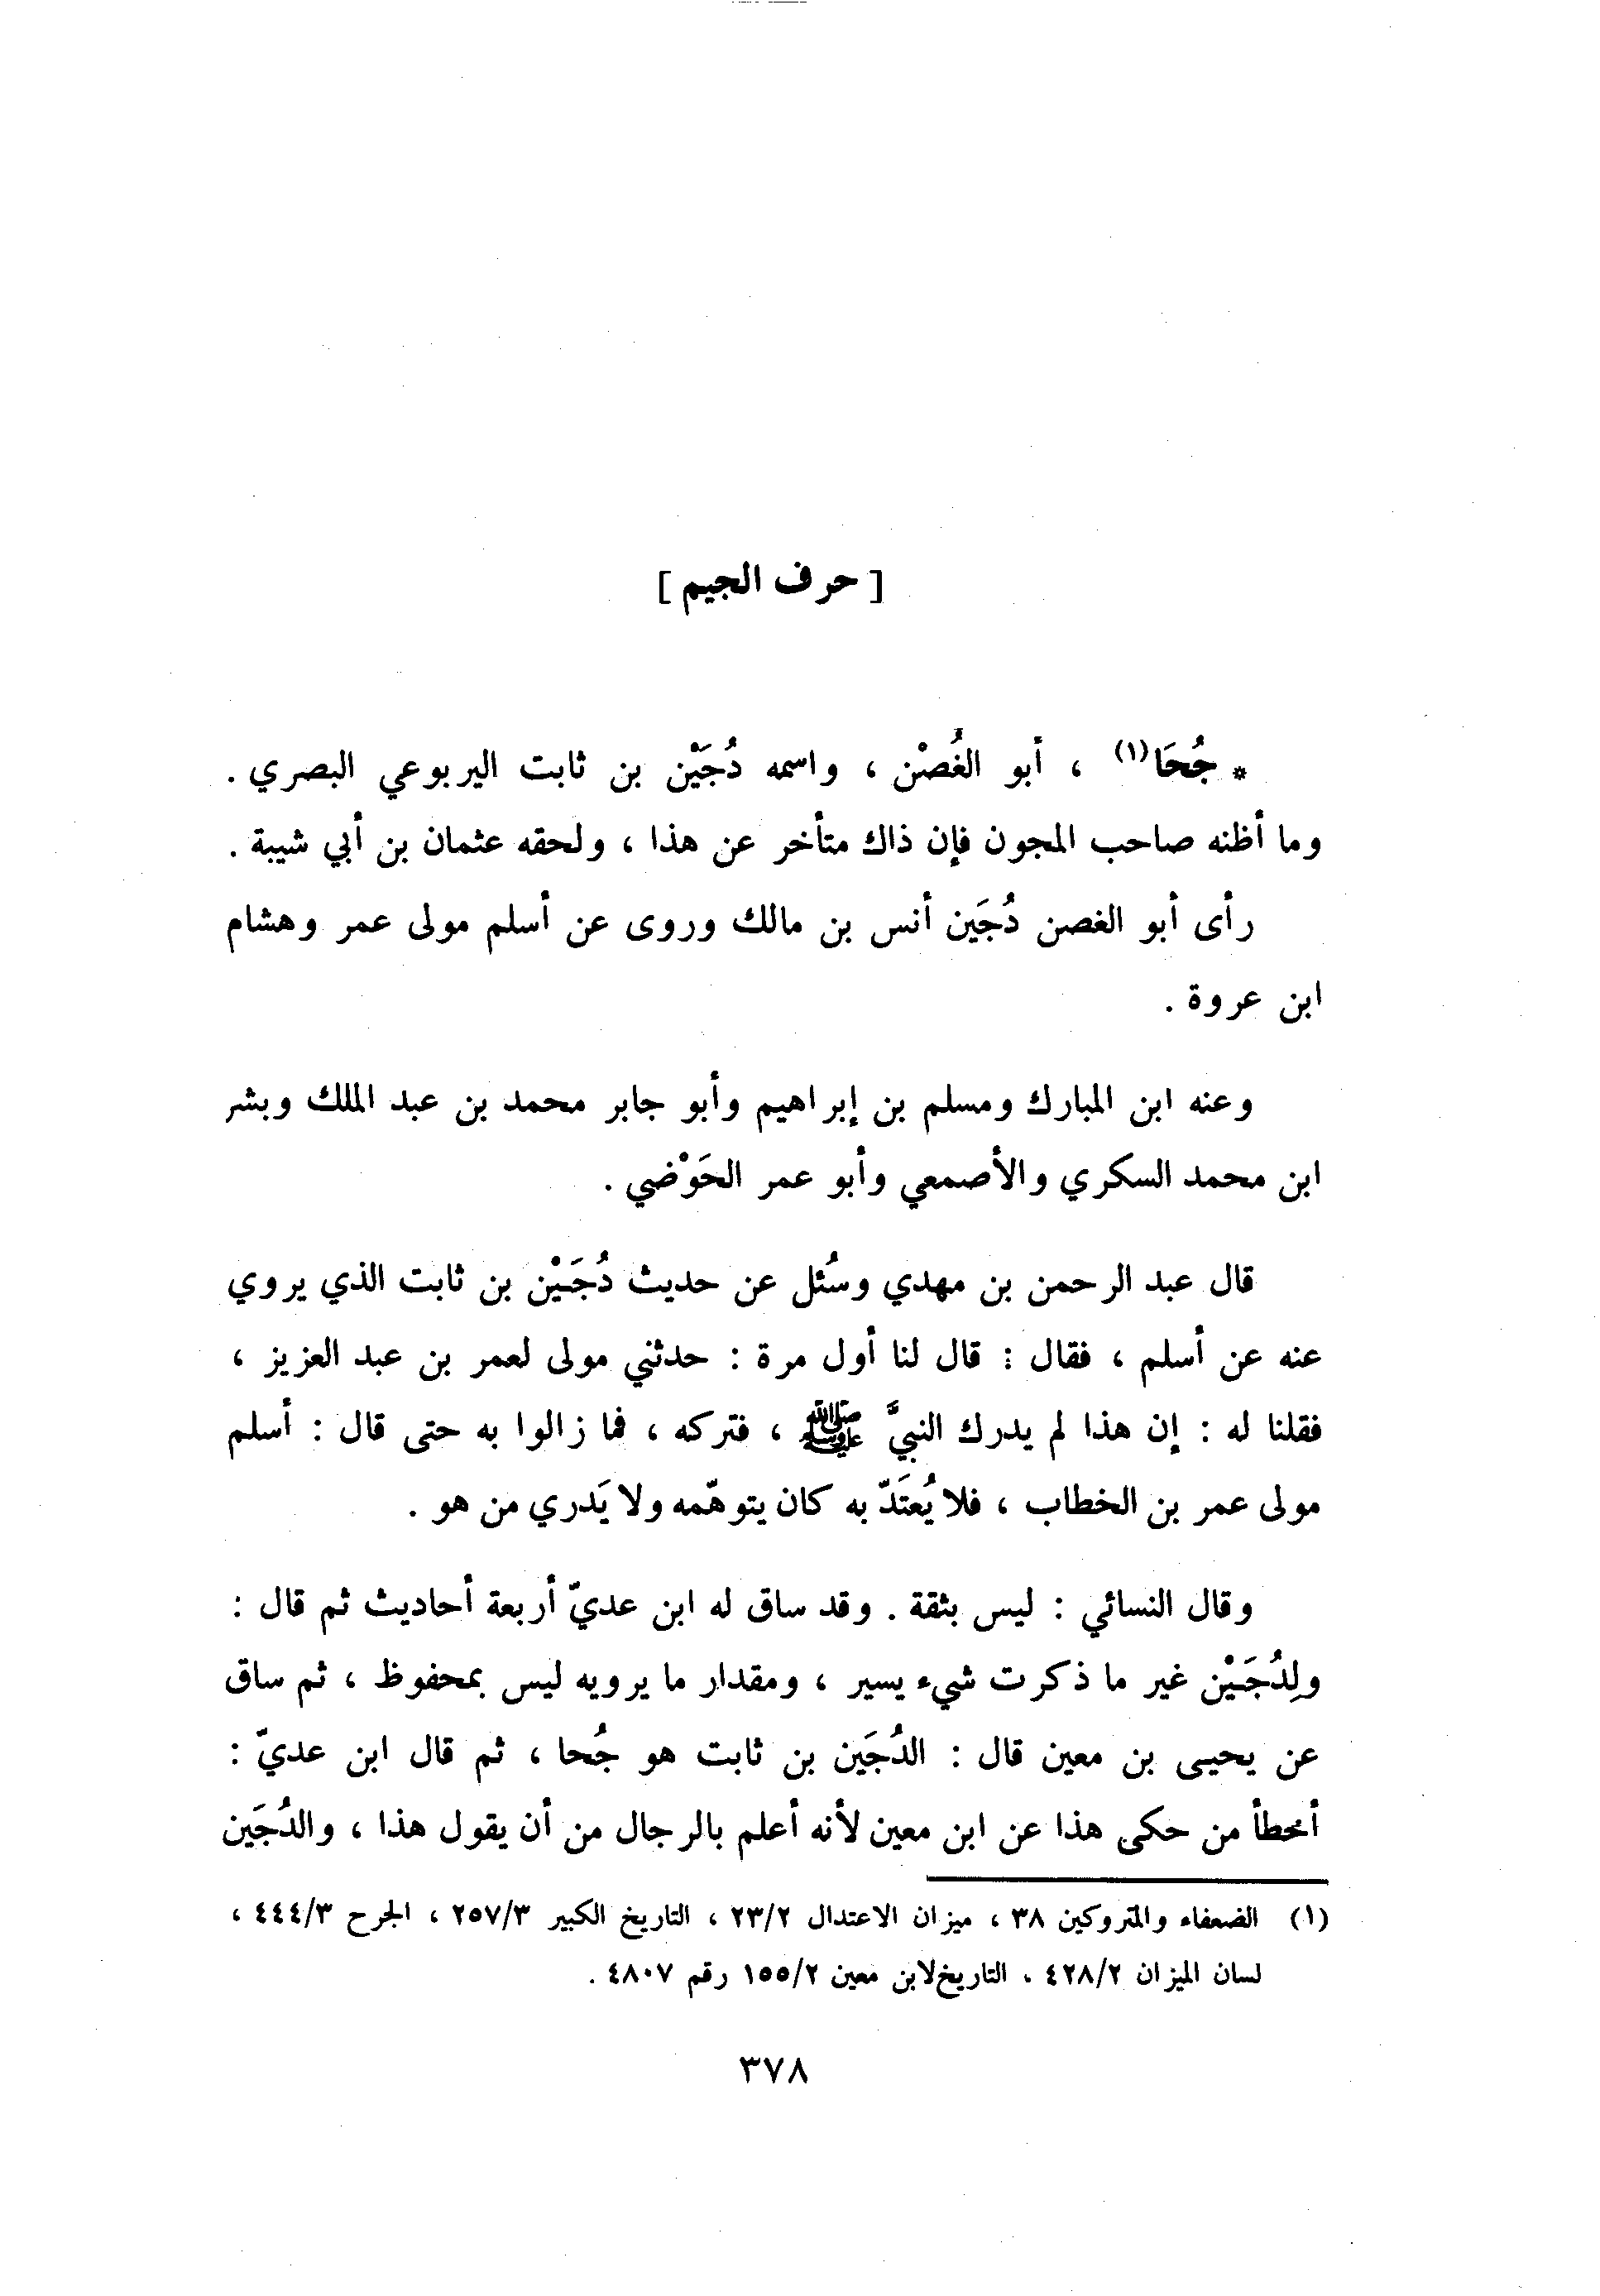 [ حرف الجيم ]
* جُحَا(١) ، أبو الغُصْن ، واسمه دُجَيْن بن ثابت اليربوعي البصري .
وما أظنه صاحب المجون فإن ذاك متأخر عن هذا ، ولحقه عثمان بن أبي شيبة .
رأى أبو الغصن دُجَين أنس بن مالك وروى عن أسلم مولى عمر وهشام
ابن عروة .
وعنه ابن المبارك ومسلم بن إبراهيم وأبو جابر محمد بن عبد الملك وبشر
ابن محمد السكري والأصمعي وأبو عمر الحَوْضي .
قال عبد الرحمن بن مهدي وسُئل عن حديث دُجَيْن بن ثابت الذي يروي
عنه عن أسلم ، فقال : قال لنا أول مرة : حدثني مولى لعمر بن عبد العزيز ،
فقلنا له : إن هذا لم يدرك النبيَّ ﷺ ، فتركه ، فما زالوا به حتى قال : أسلم
مولى عمر بن الخطاب ، فلا يُعتَدّ به كان يتوهّمه ولا يَدري من هو .
وقال النسائي : ليس بثقة . وقد ساق له ابن عديّ أربعة أحاديث ثم قال :
ولِدُجَيْن غير ما ذكرت شيء يسير ، ومقدار ما يرويه ليس بمحفوظ ، ثم ساق
عن يحيى بن معين قال : الدُجَين بن ثابت هو جُحا ، ثم قال ابن عديّ :
أخطأ من حكى هذا عن ابن معين لأنه أعلم بالرجال من أن يقول هذا ، والدُجَين
(١) الضعفاء والمتروكين ٣٨ ، ميزان الاعتدال ٢٣/٢ ، التاريخ الكبير ٢٥٧/٣ ، الجرح ٤٤٤/٣ ،
لسان الميزان ٤٢٨/٢ ، التاريخ لابن معين ١٥٥/٢ رقم ٤٨٠٧ .
٣٧٨